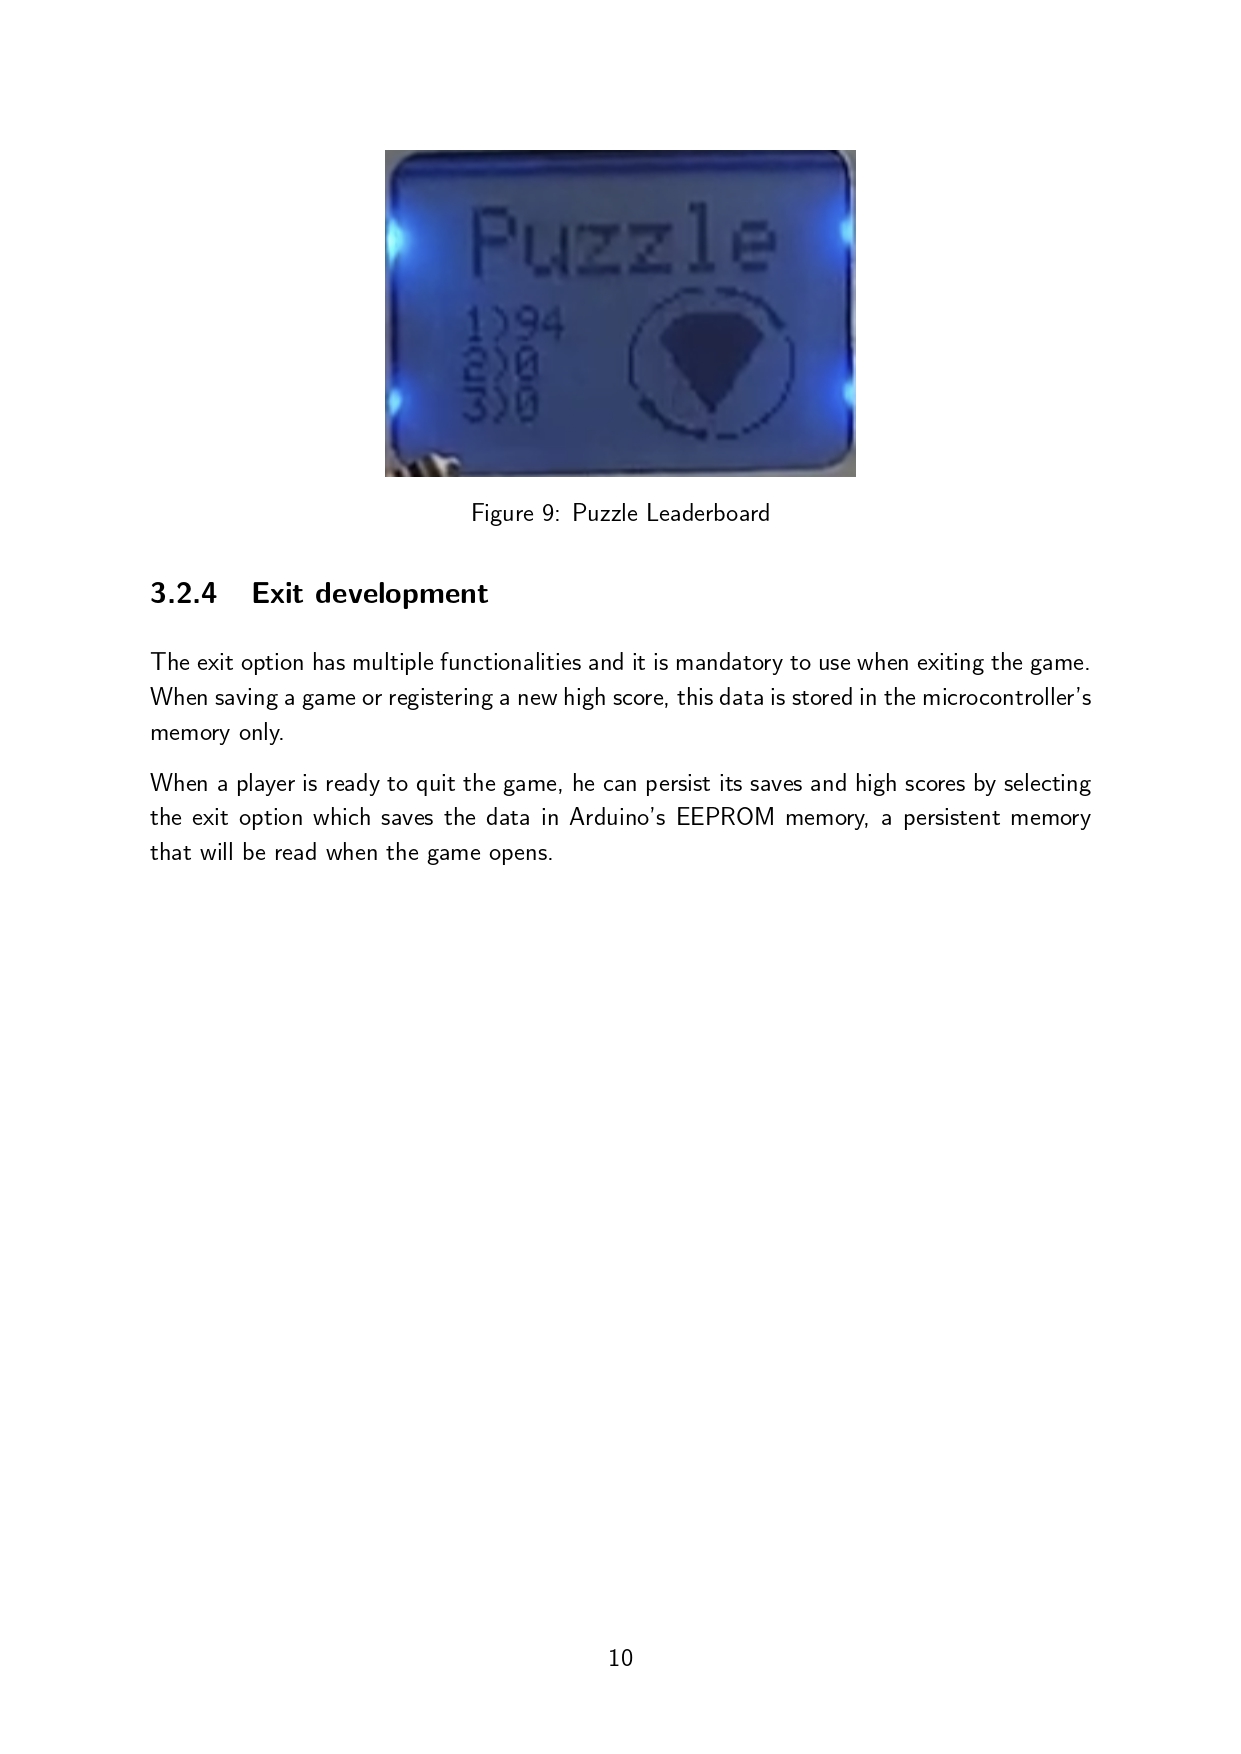 Puzzle
1)94
2)0
3)0
Figure 9: Puzzle Leaderboard
3.2.4 Exit development
The exit option has multiple functionalities and it is mandatory to use when exiting the game.
When saving a game or registering a new high score, this data is stored in the microcontroller's
memory only.
When a player is ready to quit the game, he can persist its saves and high scores by selecting
the exit option which saves the data in Arduino's EEPROM memory, a persistent memory
that will be read when the game opens.
10